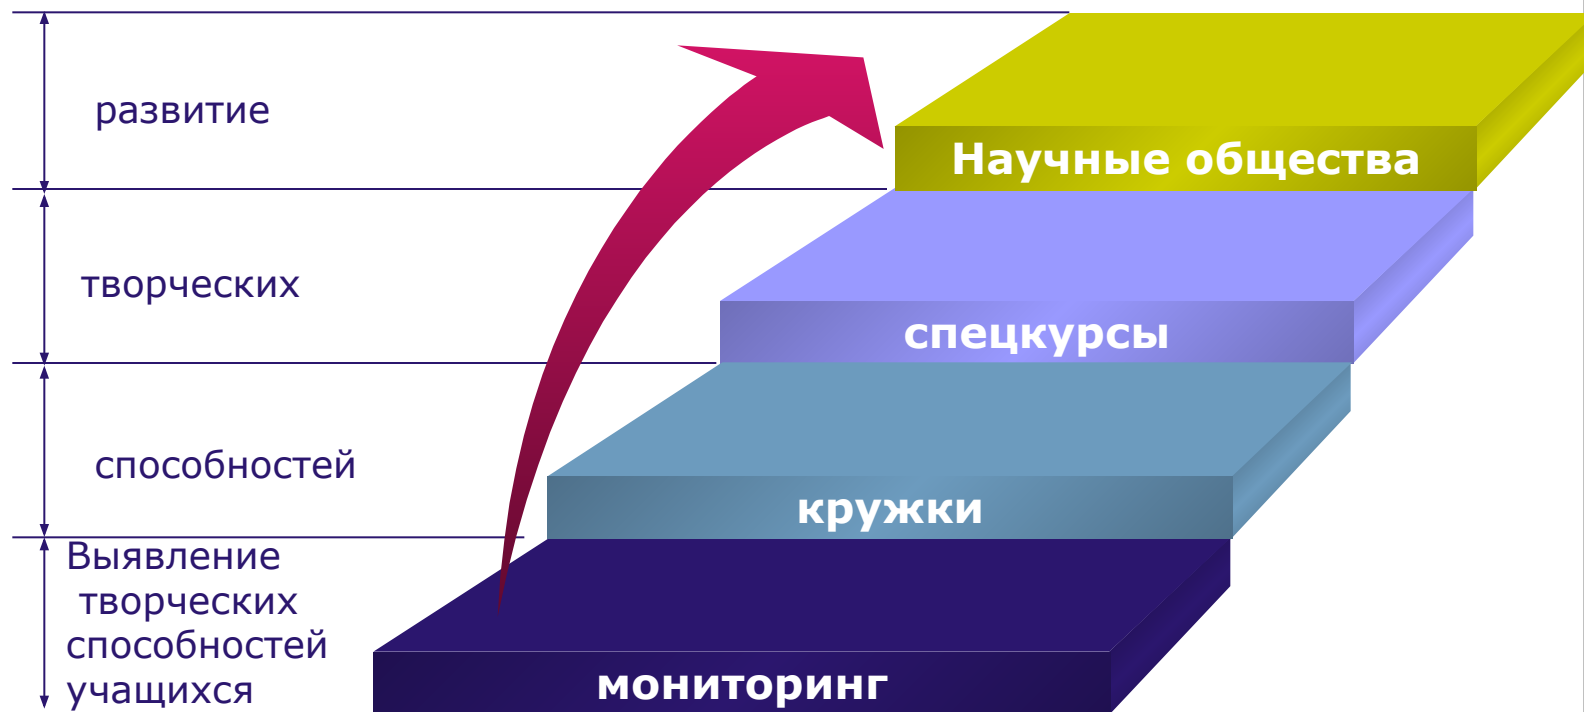 развитие
Научные общества
творческих
спецкурсы
способностей
кружки
Выявление
творческих
способностей
учащихся
мониторинг